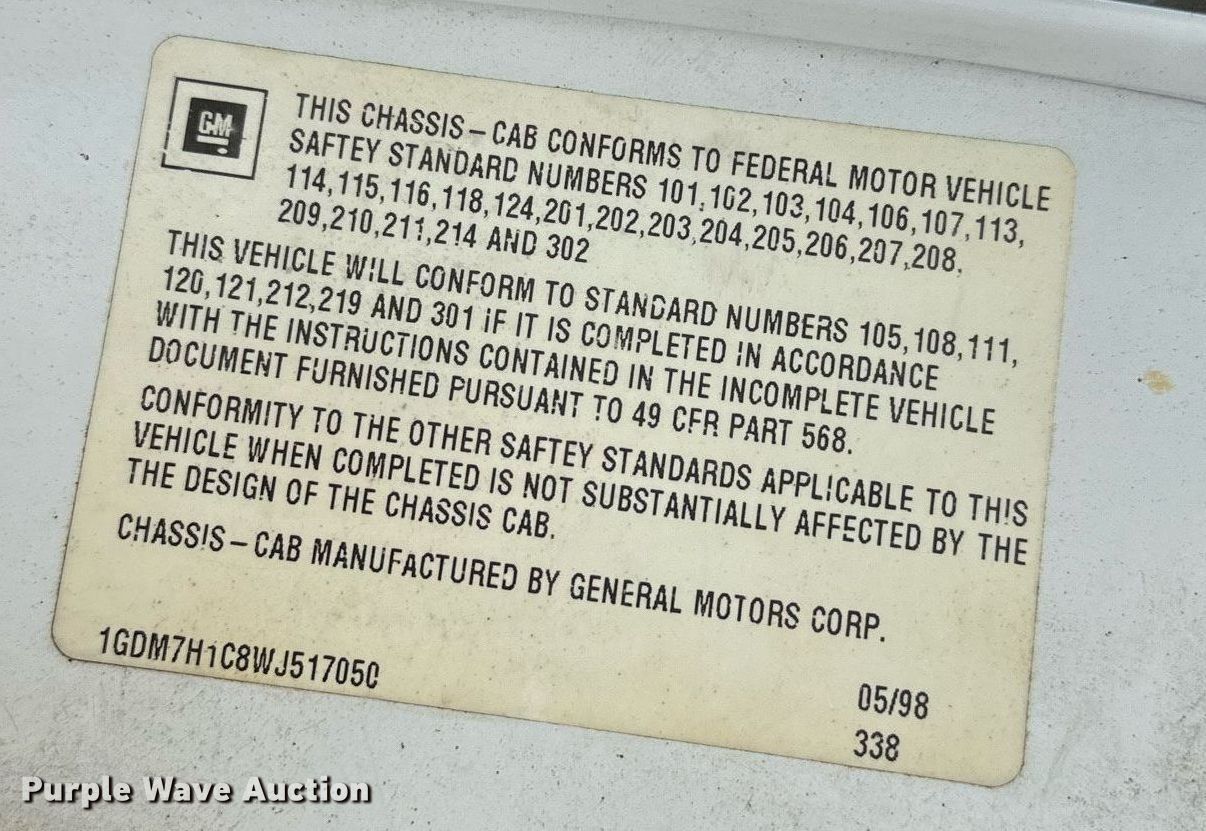 GM
THIS CHASSIS-CAB CONFORMS TO FEDERAL MOTOR VEHICLE
SAFTEY STANDARD NUMBERS 101,102,103,104,106,107,113,
114,115,116,118,124,201,202,203,204,205,206,207,208,
209,210,211,214 AND 302
THIS VEHICLE WILL CONFORM TO STANDARD NUMBERS 105,108,111,
120,121,212,219 AND 301 IF IT IS COMPLETED IN ACCORDANCE
WITH THE INSTRUCTIONS CONTAINED IN THE INCOMPLETE VEHICLE
DOCUMENT FURNISHED PURSUANT TO 49 CFR PART 568.
CONFORMITY TO THE OTHER SAFTEY STANDARDS APPLICABLE TO THIS
VEHICLE WHEN COMPLETED IS NOT SUBSTANTIALLY AFFECTED BY THE
THE DESIGN OF THE CHASSIS CAB.
CHASSIS-CAB MANUFACTURED BY GENERAL MOTORS CORP.
1GDM7H1C8WJ517050
05/98
338
Purple Wave Auction